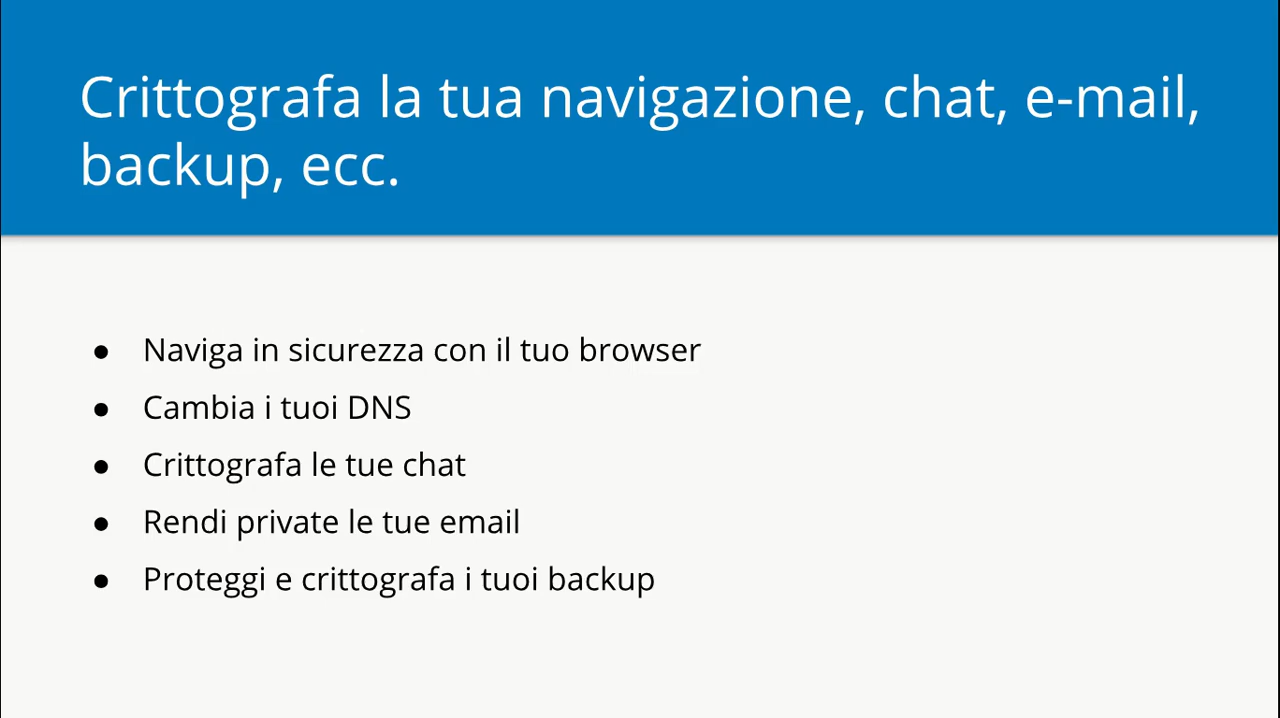 Crittografa la tua navigazione, chat, e-mail,
backup, ecc.
● Naviga in sicurezza con il tuo browser
● Cambia i tuoi DNS
● Crittografa le tue chat
● Rendi private le tue email
● Proteggi e crittografa i tuoi backup